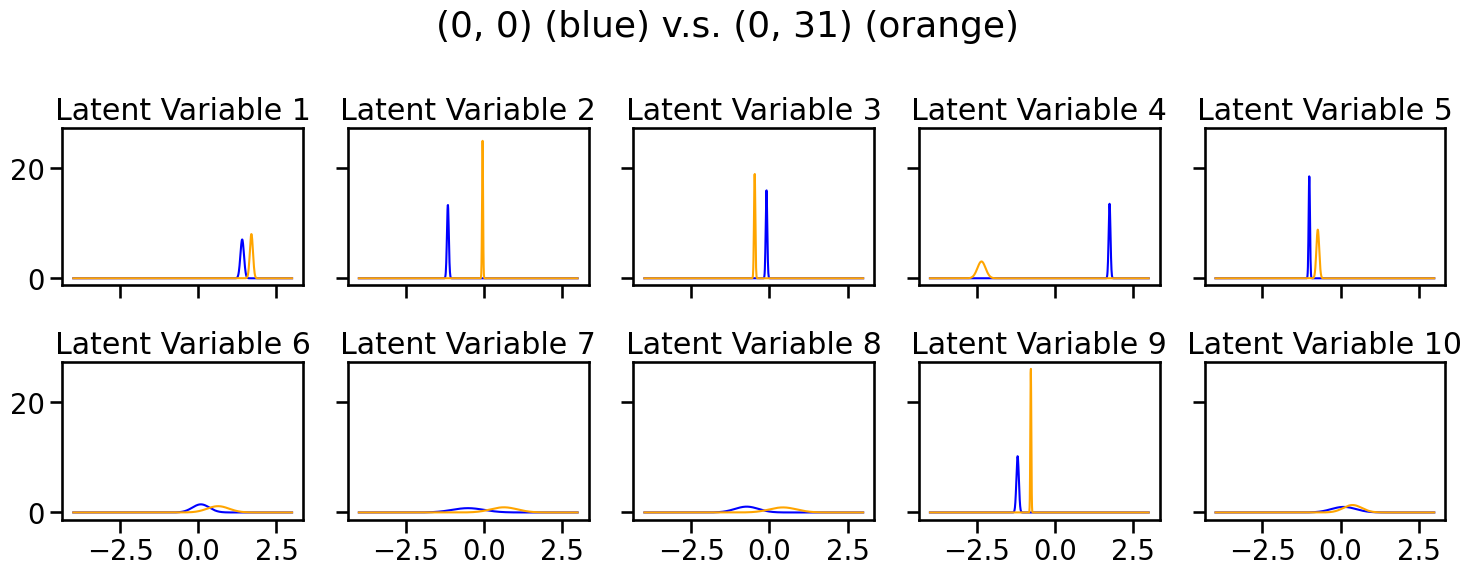 (0, 0) (blue) v.s. (0, 31) (orange)
Latent Variable 1 Latent Variable 2 Latent Variable 3 Latent Variable 4 Latent Variable 5
20
0
Latent Variable 6 Latent Variable 7 Latent Variable 8 Latent Variable 9 Latent Variable 10
20
0
−2.5 0.0 2.5 −2.5 0.0 2.5 −2.5 0.0 2.5 −2.5 0.0 2.5 −2.5 0.0 2.5